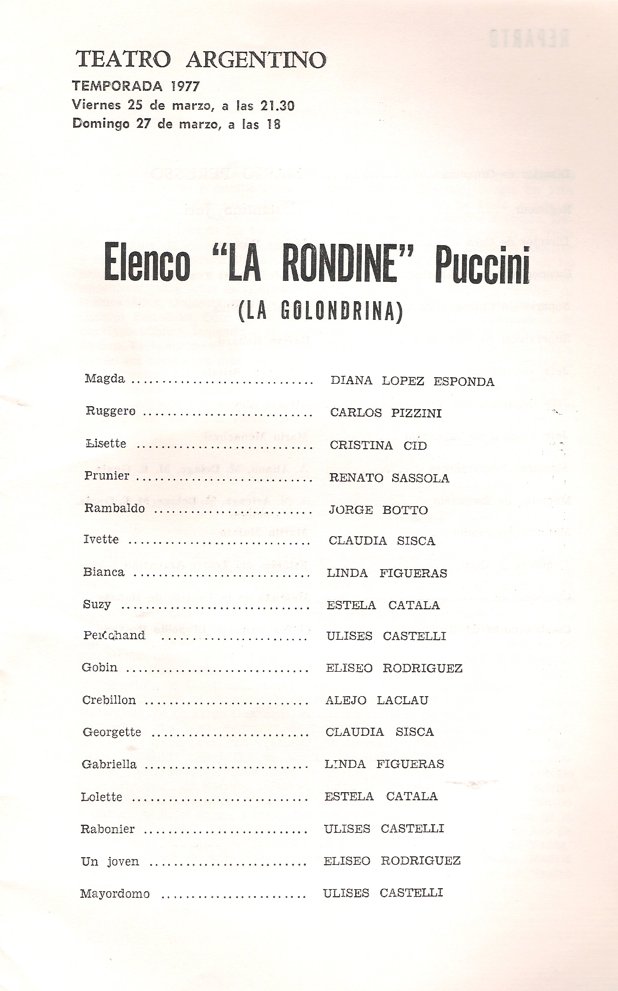 TEATRO ARGENTINO
TEMPORADA 1977
Viernes 25 de marzo, a las 21.30
Domingo 27 de marzo, a las 18
Elenco "LA RONDINE" Puccini
(LA GOLONDRINA)
Magda .............................. DIANA LOPEZ ESPONDA
Ruggero ............................ CARLOS PIZZINI
Lisette ............................. CRISTINA CID
Prunier ............................. RENATO SASSOLA
Rambaldo .......................... JORGE BOTTO
Ivette .............................. CLAUDIA SISCA
Bianca ............................. LINDA FIGUERAS
Suzy ............................... ESTELA CATALA
...... .................. ULISES CASTELLI
Gobin .............................. ELISEO RODRIGUEZ
Crebillon ........................... ALEJO LACLAU
Georgette .......................... CLAUDIA SISCA
Gabriella ........................... LINDA FIGUERAS
Lolette ............................. ESTELA CATALA
Rabonier ........................... ULISES CASTELLI
Un joven .......................... ELISEO RODRIGUEZ
Mayordomo ........................ ULISES CASTELLI